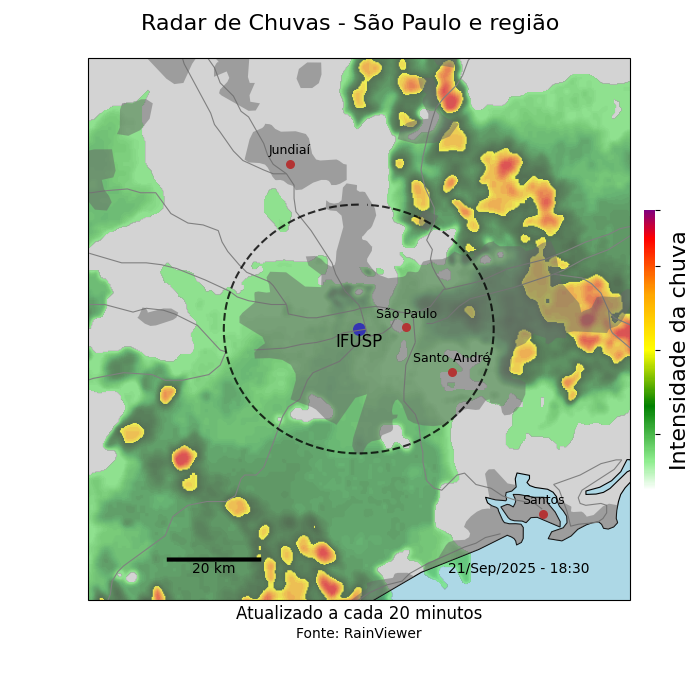 Radar de Chuvas - São Paulo e região
Jundiaí
São Paulo
IFUSP
Santo André
Santos
20 km
21/Sep/2025 - 18:30
Intensidade da chuva
Atualizado a cada 20 minutos
Fonte: RainViewer